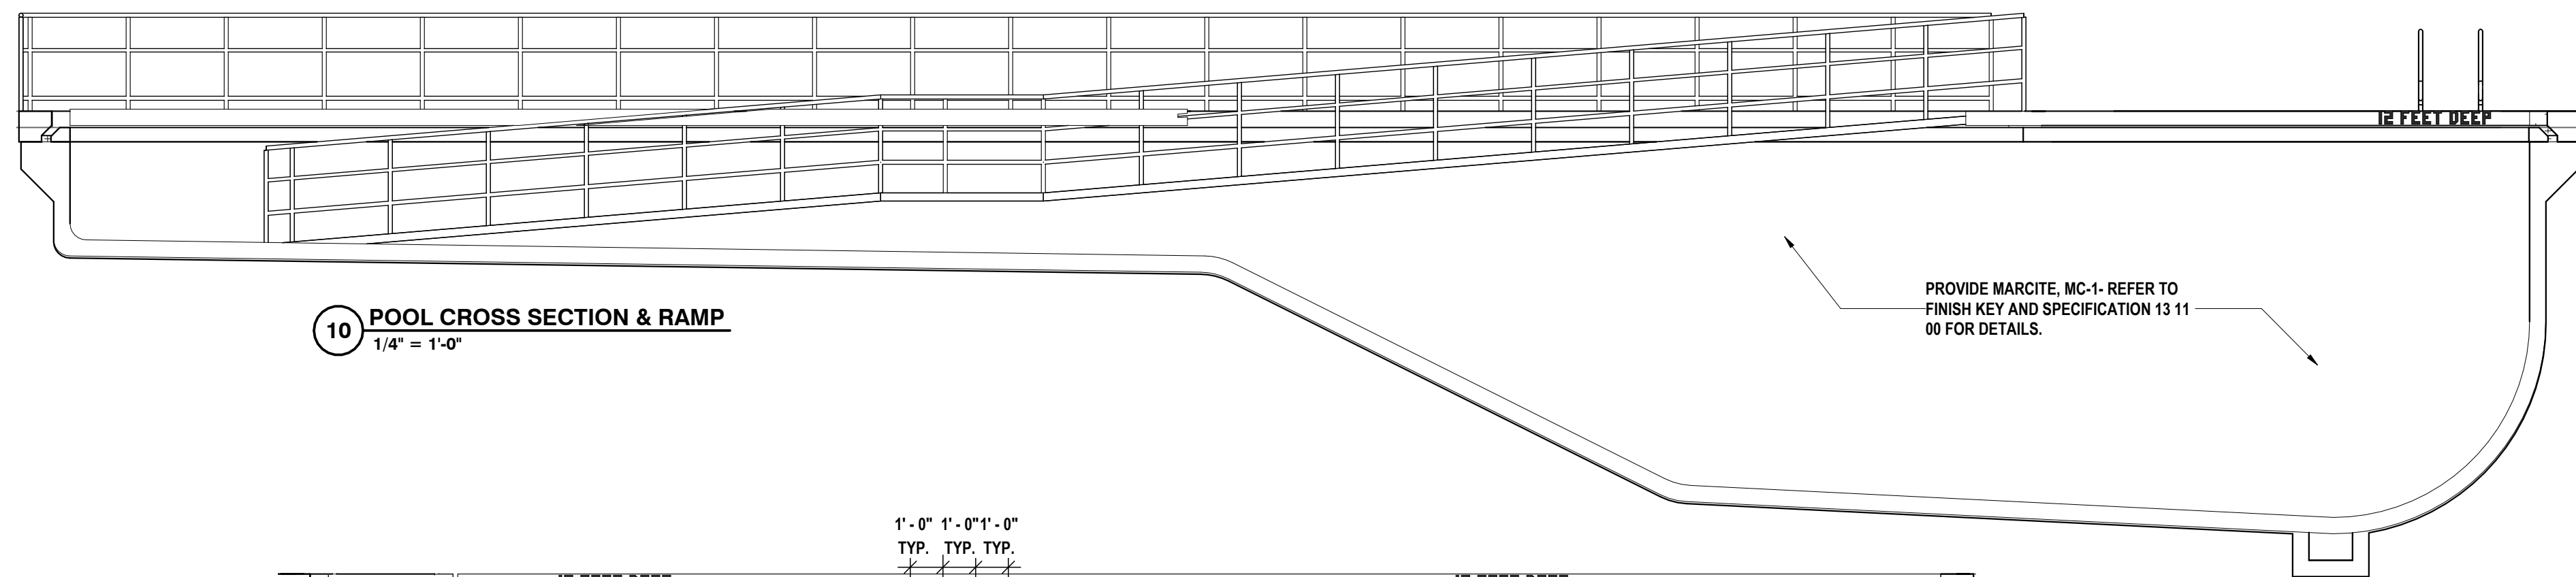 12 FEET DEEP
PROVIDE MARCITE, MC-1- REFER TO
FINISH KEY AND SPECIFICATION 13 11
00 FOR DETAILS.
10 POOL CROSS SECTION & RAMP
1/4" = 1'-0"
1' - 0" 1' - 0" 1' - 0"
TYP. TYP. TYP.